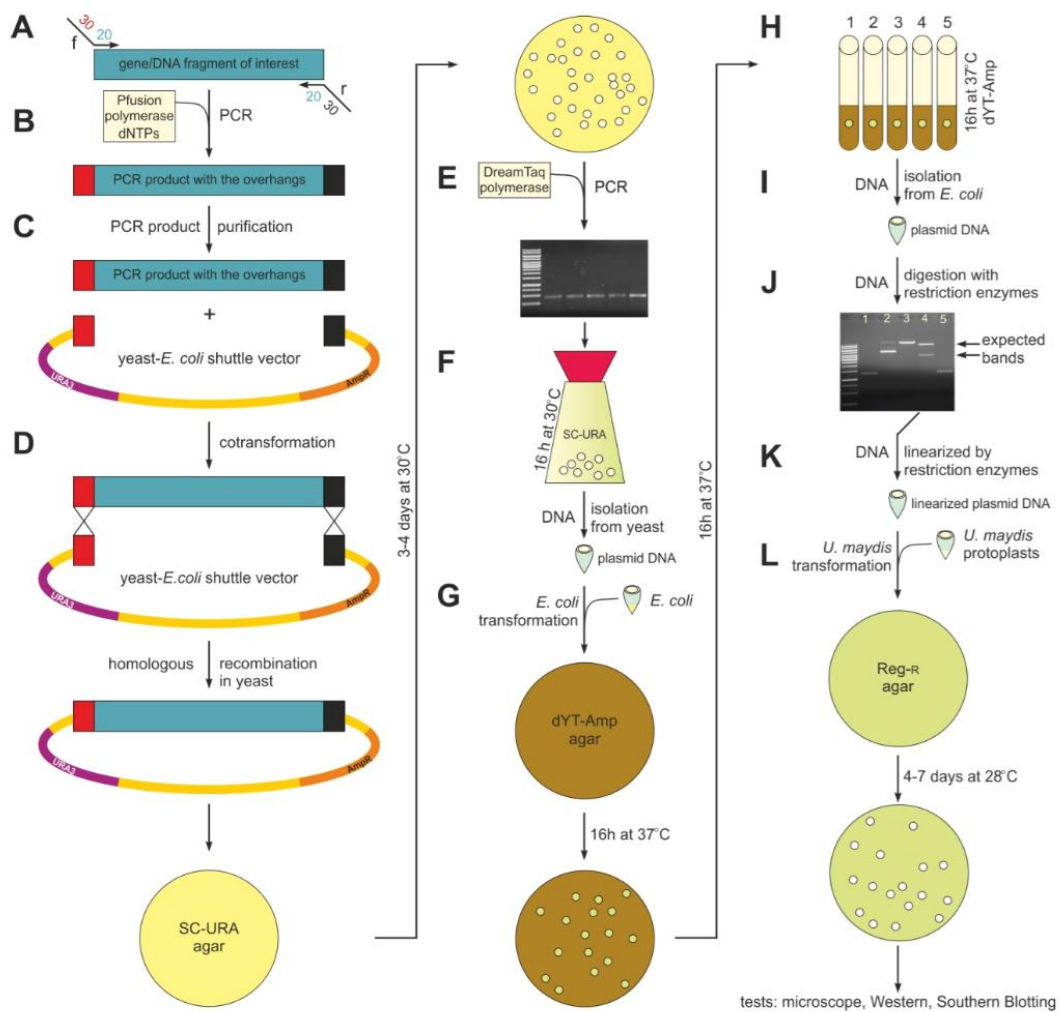 A
30
20
f
gene/DNA fragment of interest
r
20
30
B
Pfusion
polymerase
dNTPs
PCR
PCR product with the overhangs
C
PCR product
purification
PCR product with the overhangs
+
yeast-E. coli shuttle vector
URA3
AmpR
D
cotransformation
yeast-E.coli shuttle vector
URA3
AmpR
homologous
recombination
in yeast
URA3
AmpR
SC-URA
agar
3-4 days at 30°C
E
DreamTaq
polymerase
PCR
F
16 h at 30°C
SC-URA
DNA
isolation
from yeast
plasmid DNA
G
E. coli
transformation
E. coli
dYT-Amp
agar
16h at 37°C
16h at 37°C
H
1 2 3 4 5
16h at 37°C
dYT-Amp
I
DNA
isolation
from E. coli
plasmid DNA
J
DNA
digestion with
restriction enzymes
1 2 3 4 5
expected
bands
K
DNA
linearized by
restriction enzymes
linearized plasmid DNA
L
U. maydis
transformation
U. maydis
protoplasts
Reg-R
agar
4-7 days at 28°C
tests: microscope, Western, Southern Blotting